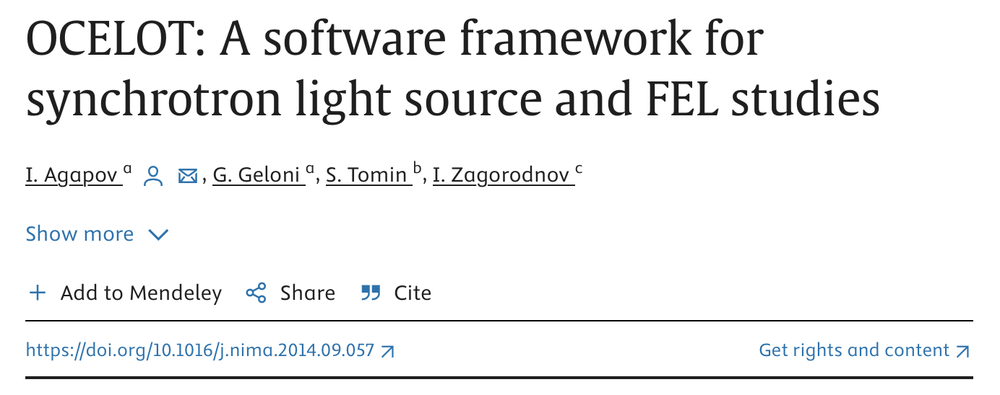 OCELOT: A software framework for
synchrotron light source and FEL studies
I. Agapov a, G. Geloni a, S. Tomin b, I. Zagorodnov c
Show more
Add to Mendeley Share Cite
https://doi.org/10.1016/j.nima.2014.09.057 Get rights and content